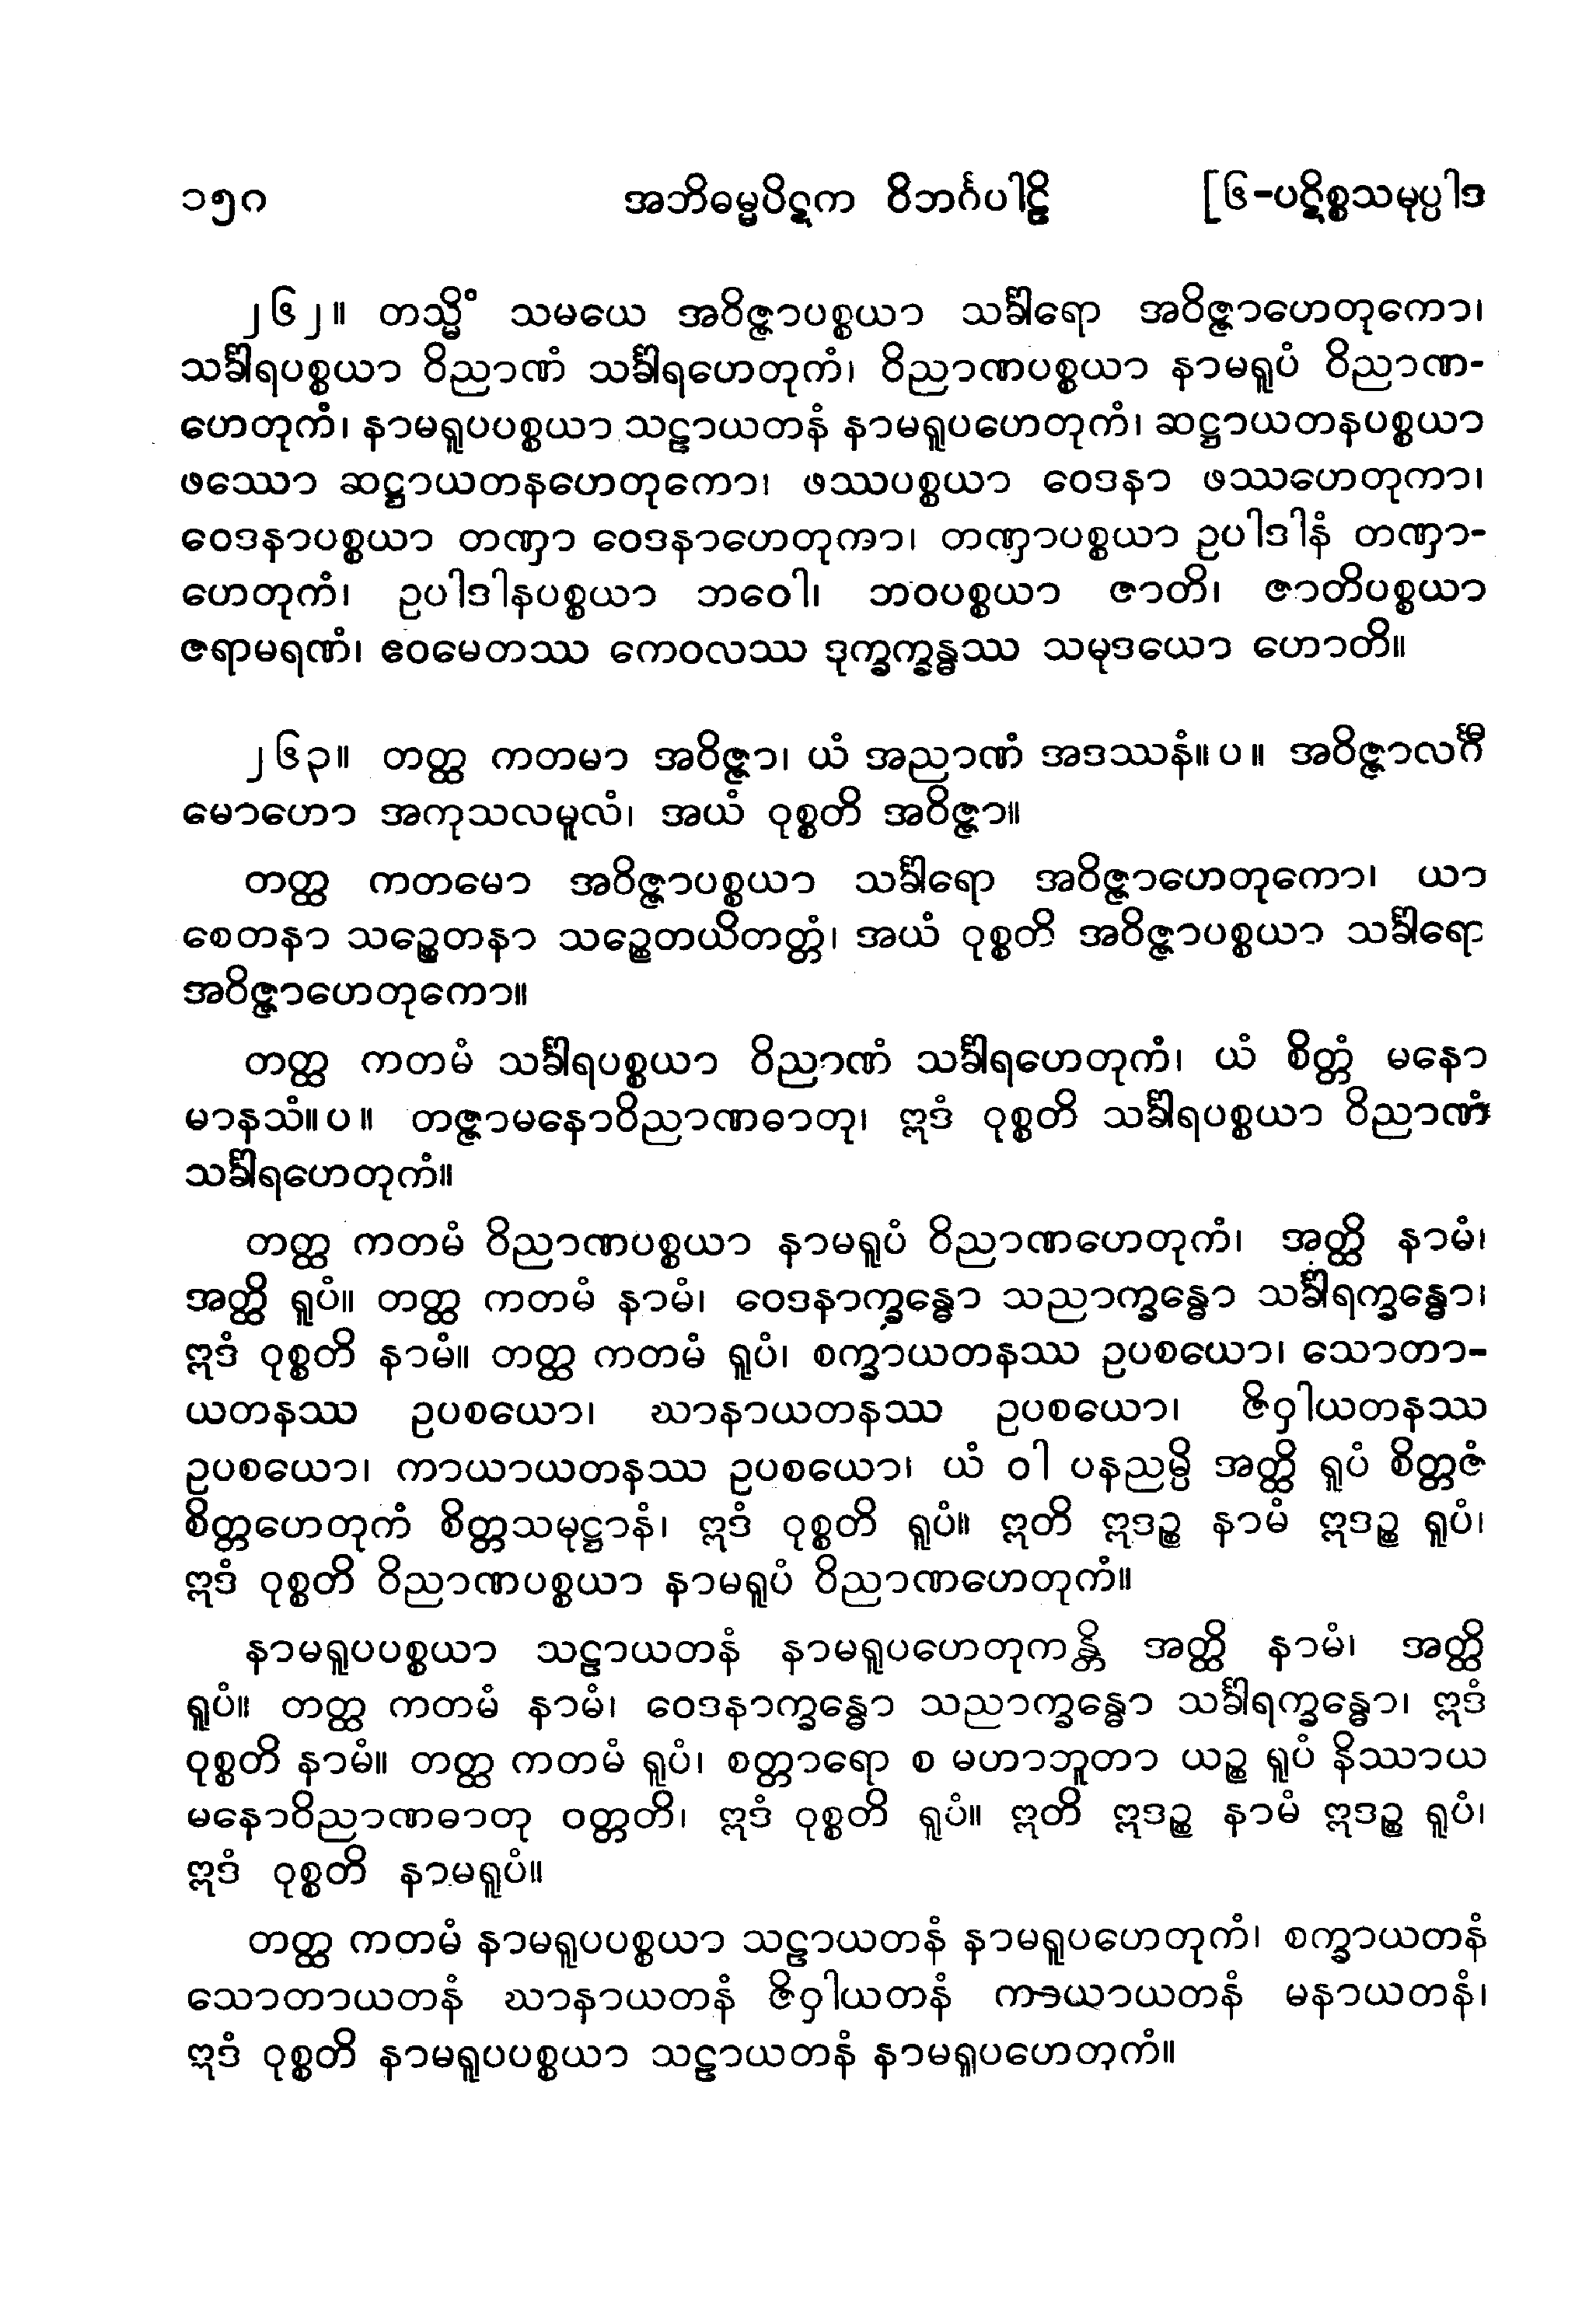 ၁၅၀ အဘိဓမ္မပိဋက ဝိဘင်္ဂပါဠိ [၆-ပဋိစ္စသမုပ္ပါဒ
၂၆၂။ တသ္မိံ သမယေ အဝိဇ္ဇာပစ္စယာ သင်္ခါရော အဝိဇ္ဇာဟေတုကော၊
သင်္ခါရပစ္စယာ ဝိညာဏံ သင်္ခါရဟေတုကံ၊ ဝိညာဏပစ္စယာ နာမရူပံ ဝိညာဏ-
ဟေတုကံ၊ နာမရူပပစ္စယာ သဠာယတနံ နာမရူပဟေတုကံ၊ ဆဋ္ဌာယတနပစ္စယာ
ဖဿော ဆဋ္ဌာယတနဟေတုကော၊ ဖဿပစ္စယာ ဝေဒနာ ဖဿဟေတုကာ၊
ဝေဒနာပစ္စယာ တဏှာ ဝေဒနာဟေတုကာ၊ တဏှာပစ္စယာ ဥပါဒါနံ တဏှာ-
ဟေတုကံ၊ ဥပါဒါနပစ္စယာ ဘဝေါ၊ ဘဝပစ္စယာ ဇာတိ၊ ဇာတိပစ္စယာ
ဇရာမရဏံ၊ ဧဝမေတဿ ကေဝလဿ ဒုက္ခက္ခန္ဓဿ သမုဒယော ဟောတိ။
၂၆၃။ တတ္ထ ကတမာ အဝိဇ္ဇာ၊ ယံ အညာဏံ အဒဿနံ။ပ။ အဝိဇ္ဇာလင်္ဂီ
မောဟော အကုသလမူလံ၊ အယံ ဝုစ္စတိ အဝိဇ္ဇာ။
တတ္ထ ကတမော အဝိဇ္ဇာပစ္စယာ သင်္ခါရော အဝိဇ္ဇာဟေတုကော၊ ယာ
စေတနာ သဉ္စေတနာ သဉ္စေတယိတတ္တံ၊ အယံ ဝုစ္စတိ အဝိဇ္ဇာပစ္စယာ သင်္ခါရော
အဝိဇ္ဇာဟေတုကော။
တတ္ထ ကတမံ သင်္ခါရပစ္စယာ ဝိညာဏံ သင်္ခါရဟေတုကံ၊ ယံ စိတ္တံ မနော
မာနသံ။ပ။ တဇ္ဇာမနောဝိညာဏဓာတု၊ ဣဒံ ဝုစ္စတိ သင်္ခါရပစ္စယာ ဝိညာဏံ
သင်္ခါရဟေတုကံ။
တတ္ထ ကတမံ ဝိညာဏပစ္စယာ နာမရူပံ ဝိညာဏဟေတုကံ၊ အတ္ထိ နာမံ၊
အတ္ထိ ရူပံ။ တတ္ထ ကတမံ နာမံ၊ ဝေဒနာက္ခန္ဓော သညာက္ခန္ဓော သင်္ခါရက္ခန္ဓော၊
ဣဒံ ဝုစ္စတိ နာမံ။ တတ္ထ ကတမံ ရူပံ၊ စက္ခာယတနဿ ဥပစယော၊ သောတာ-
ယတနဿ ဥပစယော၊ ဃာနာယတနဿ ဥပစယော၊ ဇိဝှါယတနဿ
ဥပစယော၊ ကာယာယတနဿ ဥပစယော၊ ယံ ဝါ ပနညမ္ပိ အတ္ထိ ရူပံ စိတ္တဇံ
စိတ္တဟေတုကံ စိတ္တသမုဋ္ဌာနံ၊ ဣဒံ ဝုစ္စတိ ရူပံ။ ဣတိ ဣဒဉ္စ နာမံ ဣဒဉ္စ ရူပံ၊
ဣဒံ ဝုစ္စတိ ဝိညာဏပစ္စယာ နာမရူပံ ဝိညာဏဟေတုကံ။
နာမရူပပစ္စယာ သဠာယတနံ နာမရူပဟေတုကန္တိ အတ္ထိ နာမံ၊ အတ္ထိ
ရူပံ။ တတ္ထ ကတမံ နာမံ၊ ဝေဒနာက္ခန္ဓော သညာက္ခန္ဓော သင်္ခါရက္ခန္ဓော၊ ဣဒံ
ဝုစ္စတိ နာမံ။ တတ္ထ ကတမံ ရူပံ၊ စတ္တာရော စ မဟာဘူတာ ယဉ္စ ရူပံ နိဿာယ
မနောဝိညာဏဓာတု ဝတ္တတိ၊ ဣဒံ ဝုစ္စတိ ရူပံ။ ဣတိ ဣဒဉ္စ နာမံ ဣဒဉ္စ ရူပံ၊
ဣဒံ ဝုစ္စတိ နာမရူပံ။
တတ္ထ ကတမံ နာမရူပပစ္စယာ သဠာယတနံ နာမရူပဟေတုကံ၊ စက္ခာယတနံ
သောတာယတနံ ဃာနာယတနံ ဇိဝှါယတနံ ကာယာယတနံ မနာယတနံ၊
ဣဒံ ဝုစ္စတိ နာမရူပပစ္စယာ သဠာယတနံ နာမရူပဟေတုကံ။